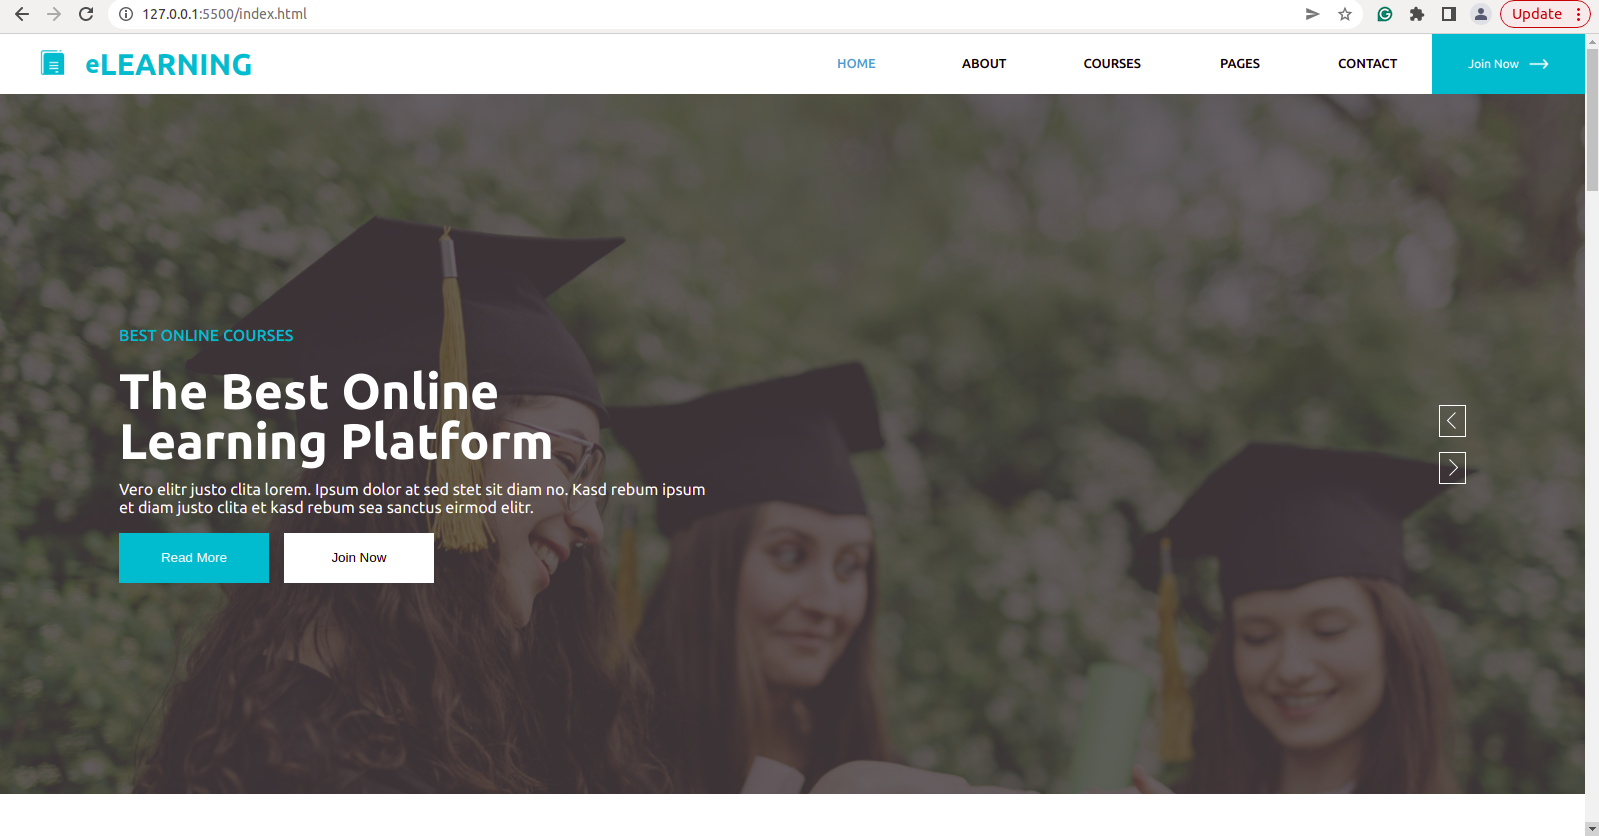 127.0.0.1:5500/index.html
Update
eLEARNING
HOME
ABOUT
COURSES
PAGES
CONTACT
Join Now
BEST ONLINE COURSES
The Best Online
Learning Platform
Vero elitr justo clita lorem. Ipsum dolor at sed stet sit diam no. Kasd rebum ipsum
et diam justo clita et kasd rebum sea sanctus eirmod elitr.
Read More
Join Now